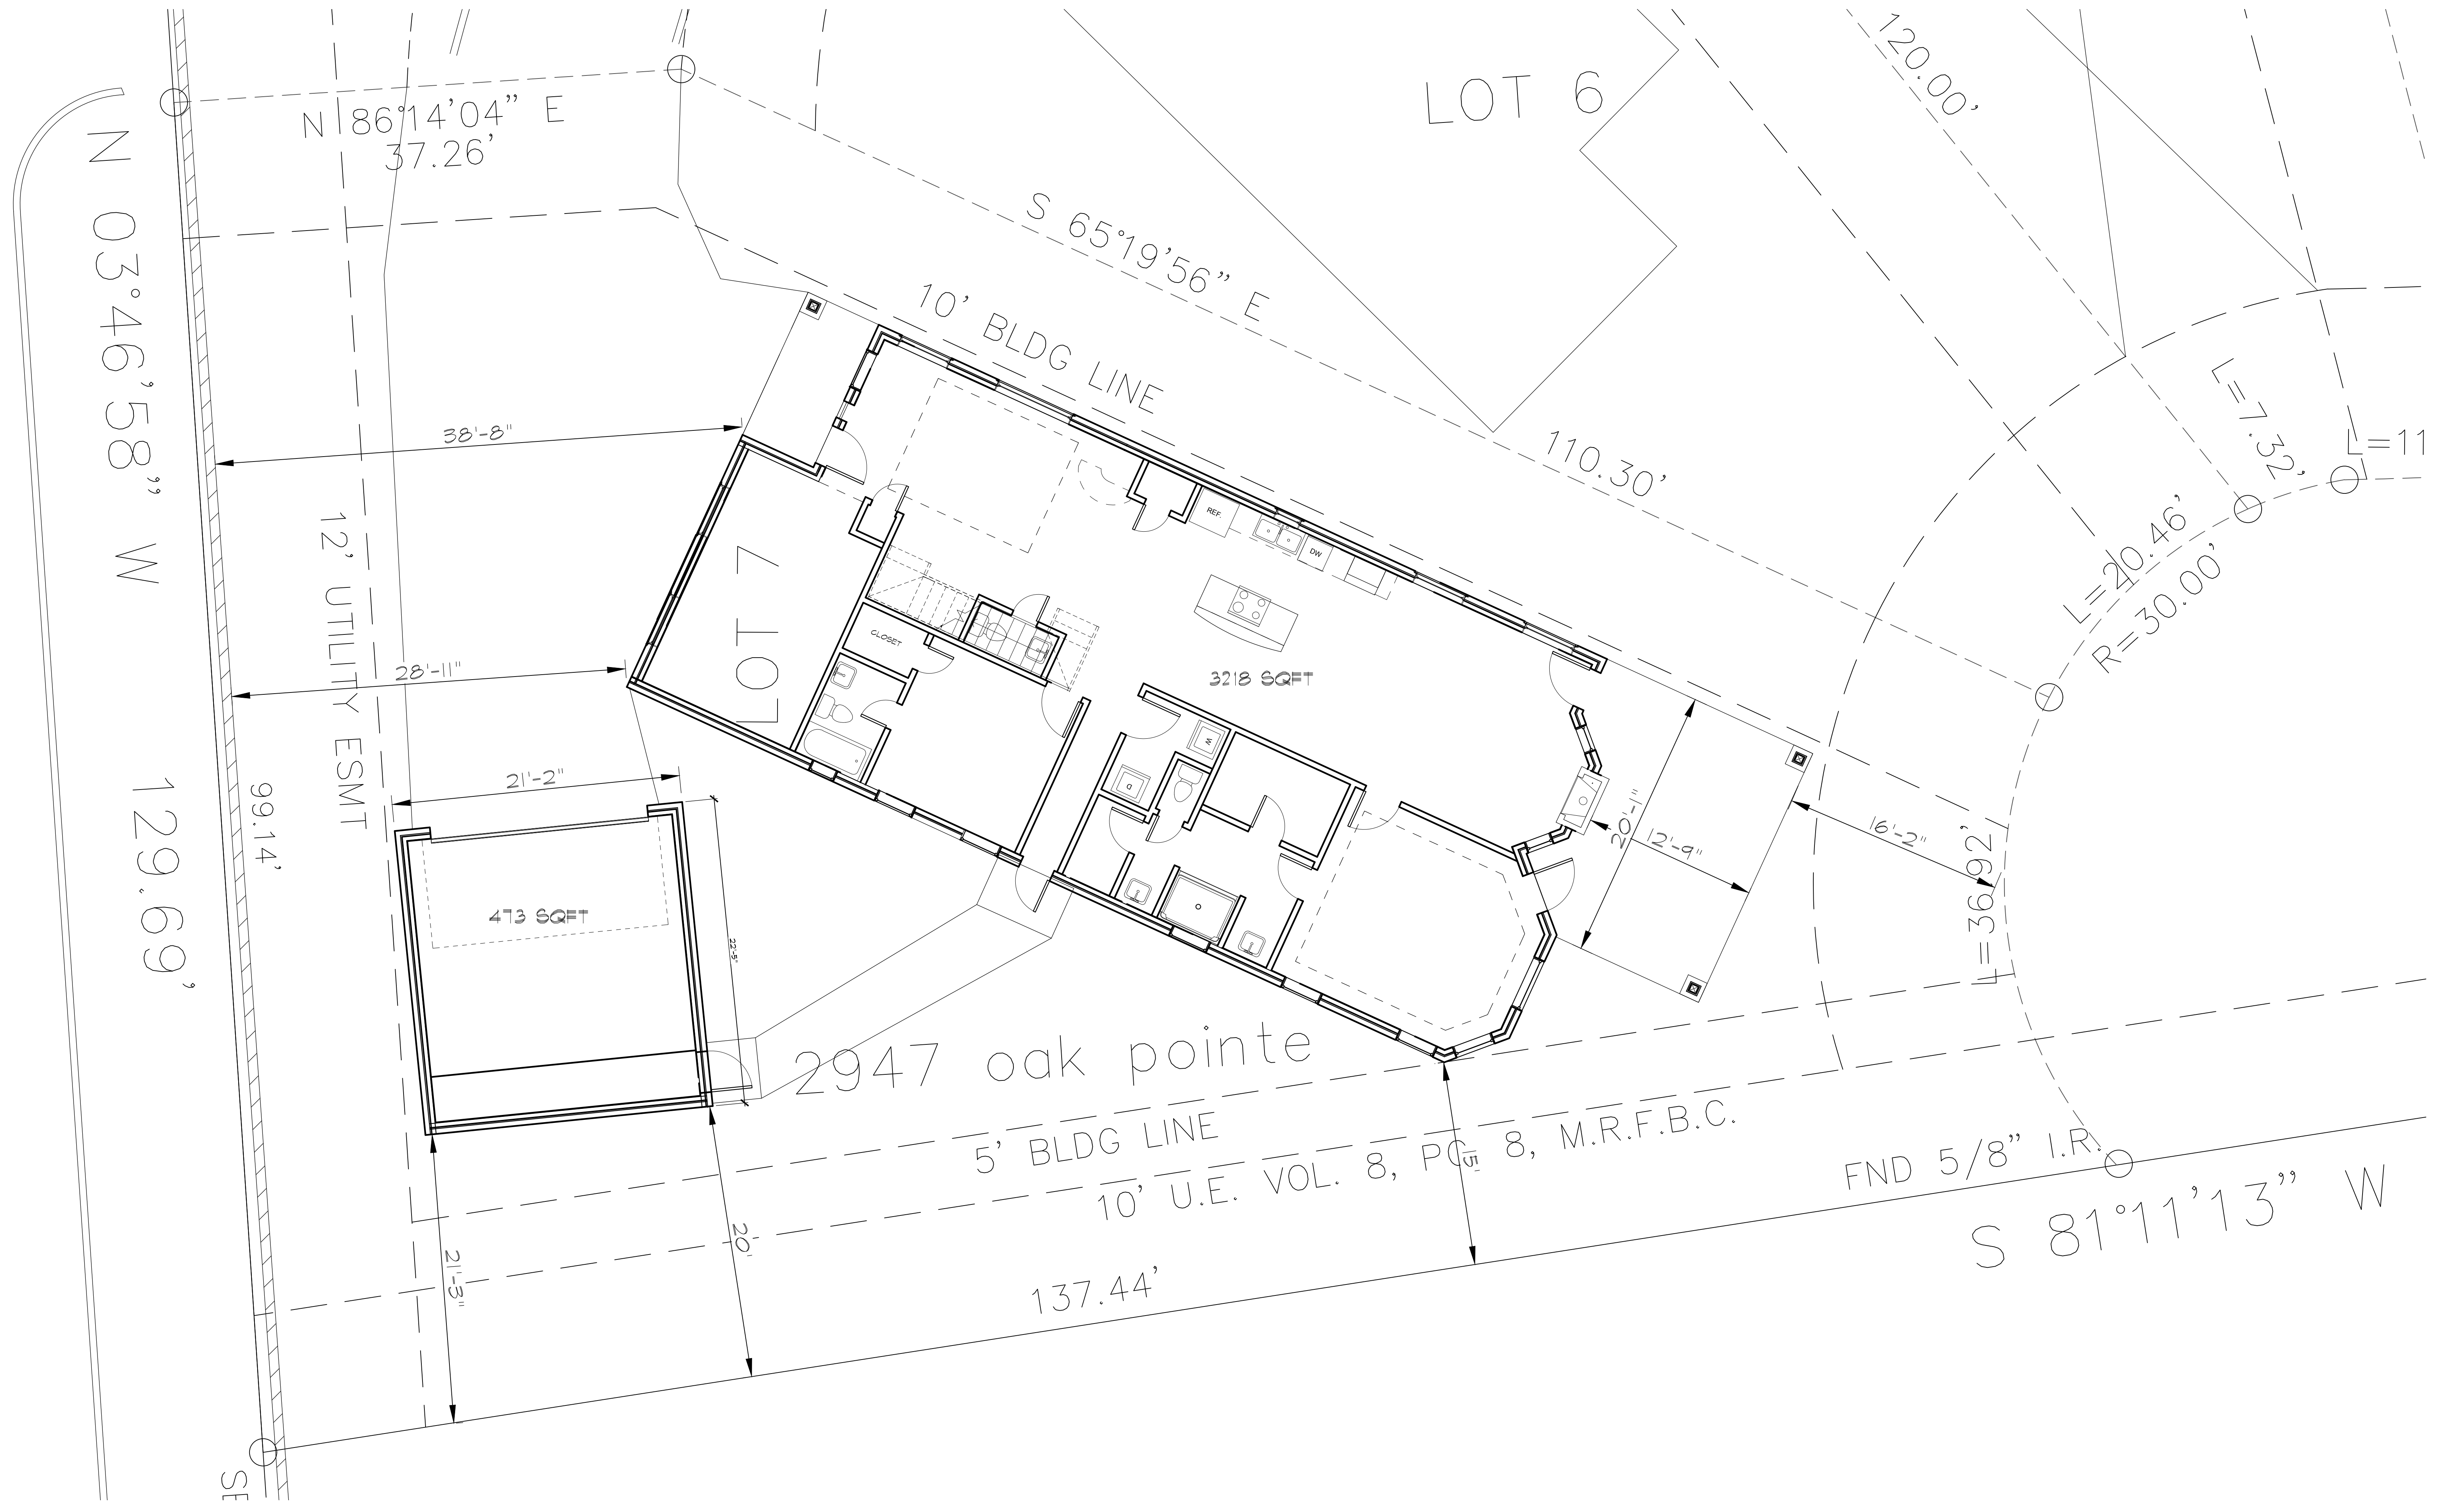 LOT 6
120.00'
N 86°14'04" E
37.26'
N 03°46'58" W 129.69'
S 65°19'56" E
110.30'
10' BLDG LINE
L=7.32'
L=11
L=20.46'
R=30.00'
38'-8"
12' UTILITY ESMT
LOT 7
REF.
DW
CLOSET
28'-11"
3218 SQFT
W
D
21'-2"
99.14'
20'-1"
12'-9"
16'-2"
L=36.92'
473 SQFT
22'-5"
2947 oak pointe
5' BLDG LINE
10' U.E. VOL. 8, PG. 8, M.R.F.B.C.
15'
FND 5/8" I.R.
S 81°11'13" W
20'
21'-3"
137.44'
SE